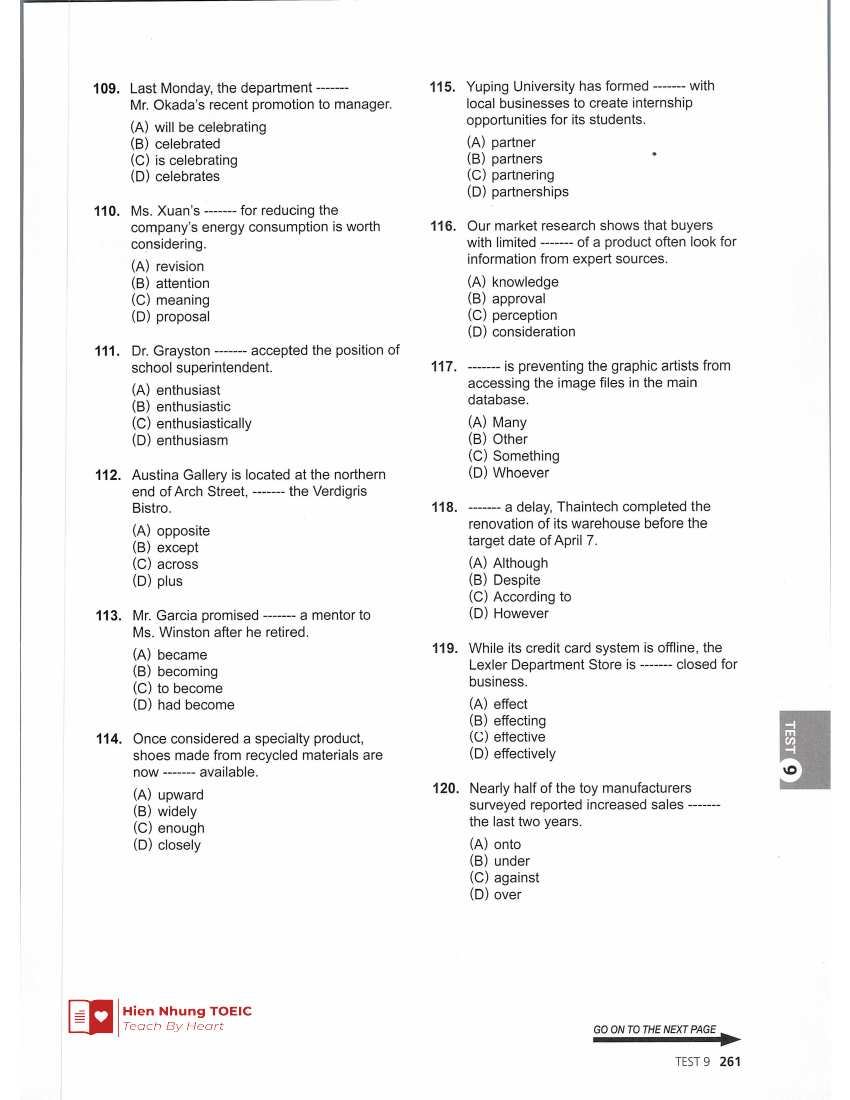 109. Last Monday, the department -------
Mr. Okada's recent promotion to manager.
(A) will be celebrating
(B) celebrated
(C) is celebrating
(D) celebrates
110. Ms. Xuan's ------- for reducing the
company's energy consumption is worth
considering.
(A) revision
(B) attention
(C) meaning
(D) proposal
111. Dr. Grayston ------- accepted the position of
school superintendent.
(A) enthusiast
(B) enthusiastic
(C) enthusiastically
(D) enthusiasm
112. Austina Gallery is located at the northern
end of Arch Street, ------- the Verdigris
Bistro.
(A) opposite
(B) except
(C) across
(D) plus
113. Mr. Garcia promised ------- a mentor to
Ms. Winston after he retired.
(A) became
(B) becoming
(C) to become
(D) had become
114. Once considered a specialty product,
shoes made from recycled materials are
now ------- available.
(A) upward
(B) widely
(C) enough
(D) closely
115. Yuping University has formed ------- with
local businesses to create internship
opportunities for its students.
(A) partner
(B) partners
(C) partnering
(D) partnerships
116. Our market research shows that buyers
with limited ------- of a product often look for
information from expert sources.
(A) knowledge
(B) approval
(C) perception
(D) consideration
117. ------- is preventing the graphic artists from
accessing the image files in the main
database.
(A) Many
(B) Other
(C) Something
(D) Whoever
118. ------- a delay, Thaintech completed the
renovation of its warehouse before the
target date of April 7.
(A) Although
(B) Despite
(C) According to
(D) However
119. While its credit card system is offline, the
Lexler Department Store is ------- closed for
business.
(A) effect
(B) effecting
(C) effective
(D) effectively
120. Nearly half of the toy manufacturers
surveyed reported increased sales -------
the last two years.
(A) onto
(B) under
(C) against
(D) over
TEST 9
Hien Nhung TOEIC
Teach By Heart
GO ON TO THE NEXT PAGE
TEST 9 261